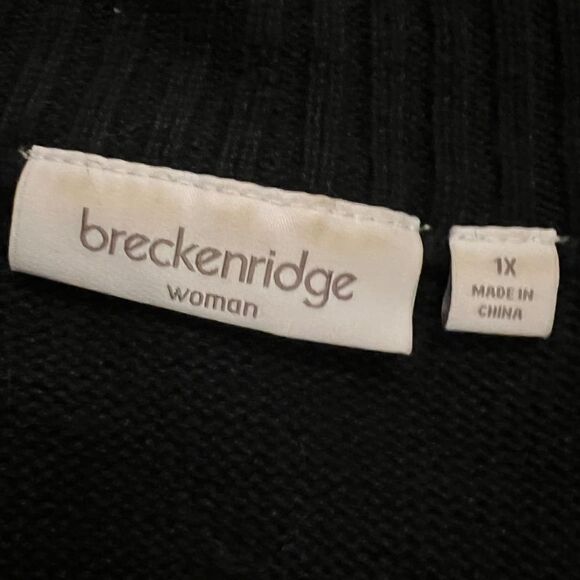 breckenridge
woman
1X
MADE IN
CHINA